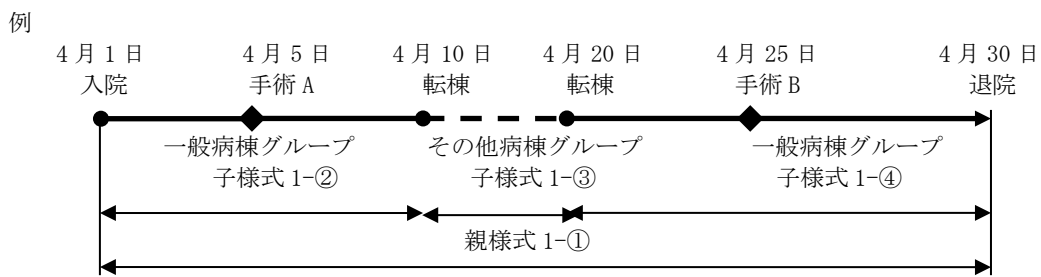 例
4月1日 4月5日 4月10日 4月20日 4月25日 4月30日
入院 手術A 転棟 転棟 手術B 退院
一般病棟グループ その他病棟グループ 一般病棟グループ
子様式1-② 子様式1-③ 子様式1-④
親様式1-①